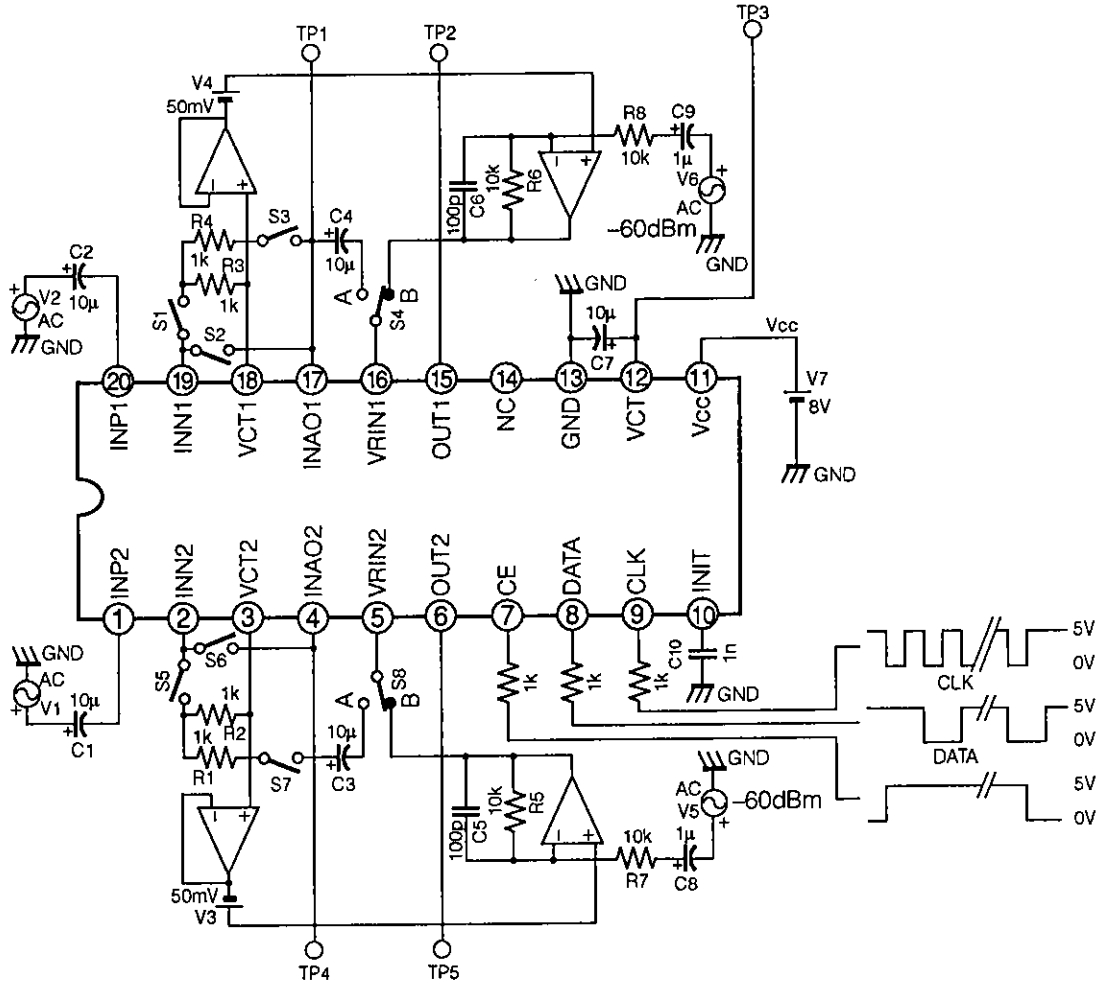 TP1
TP2
TP3
V4
50mV
R8
10k
C9
1μ
V6
AC
−60dBm
GND
10k
R6
C6
100p
S3
C4
10μ
R4
1k
R3
1k
C2
10μ
V2
AC
GND
S1
S2
A
B
S4
GND
10μ
C7
Vcc
V7
8V
GND
20
19
18
17
16
15
14
13
12
11
INP1
INN1
VCT1
INAO1
VRIN1
OUT1
NC
GND
VCT
Vcc
INP2
INN2
VCT2
INAO2
VRIN2
OUT2
CE
DATA
CLK
INIT
1
2
3
4
5
6
7
8
9
10
GND
AC
V1
10μ
C1
S5
S6
1k
R2
1k
R1
S7
10μ
C3
A
B
S8
1k
1k
1k
C10
1n
GND
5V
0V
CLK
5V
0V
DATA
5V
0V
50mV
V3
100p
C5
10k
R5
10k
R7
1μ
C8
GND
AC
V5
−60dBm
TP4
TP5